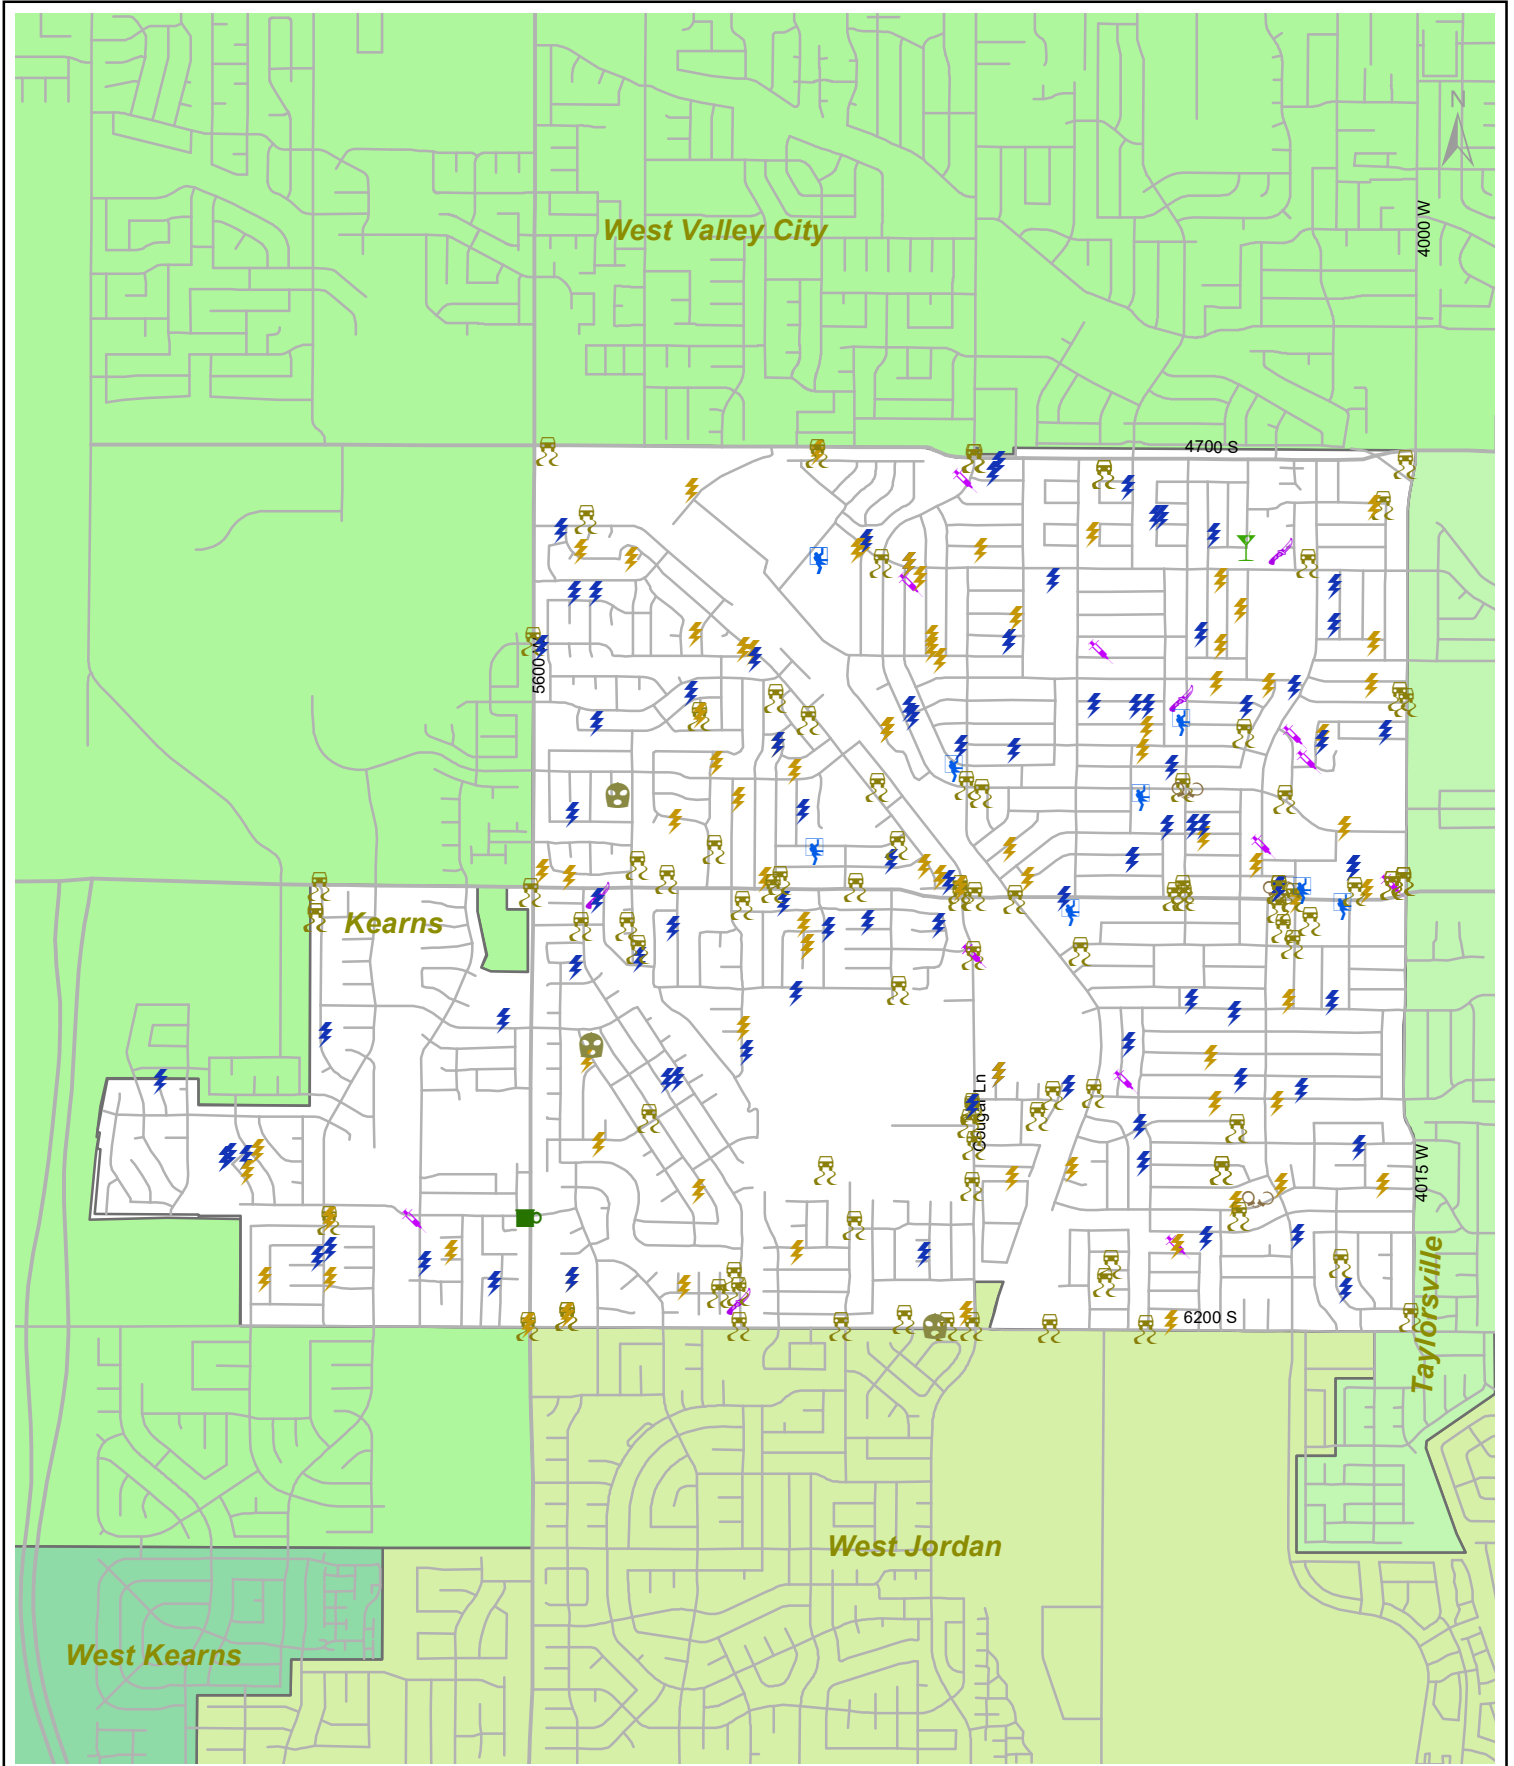 N
4000 W
West Valley City
4700 S
5600 W
Kearns
Cougar Ln
4015 W
Taylorsville
6200 S
West Jordan
West Kearns